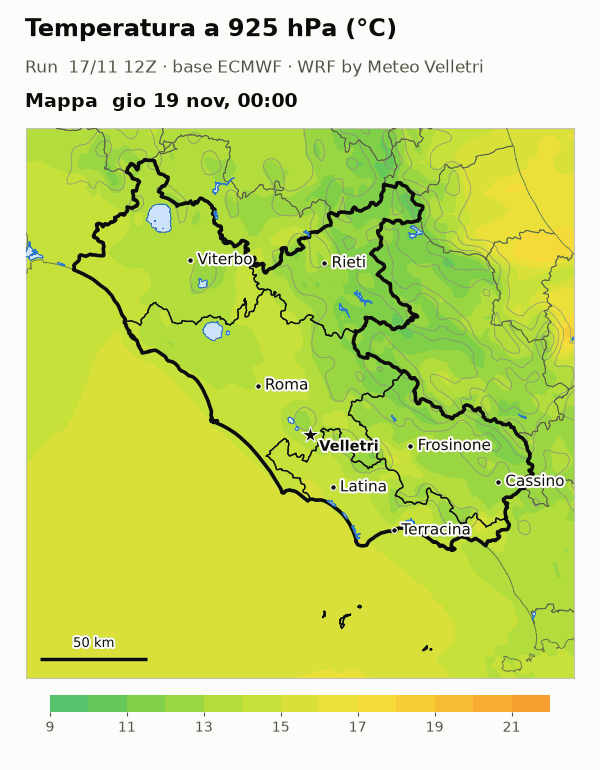 Temperatura a 925 hPa (°C)
Run  17/11 12Z · base ECMWF · WRF by Meteo Velletri
Mappa  gio 19 nov, 00:00
Viterbo
Rieti
Roma
Velletri
Frosinone
Cassino
Latina
Terracina
50 km
9 11 13 15 17 19 21